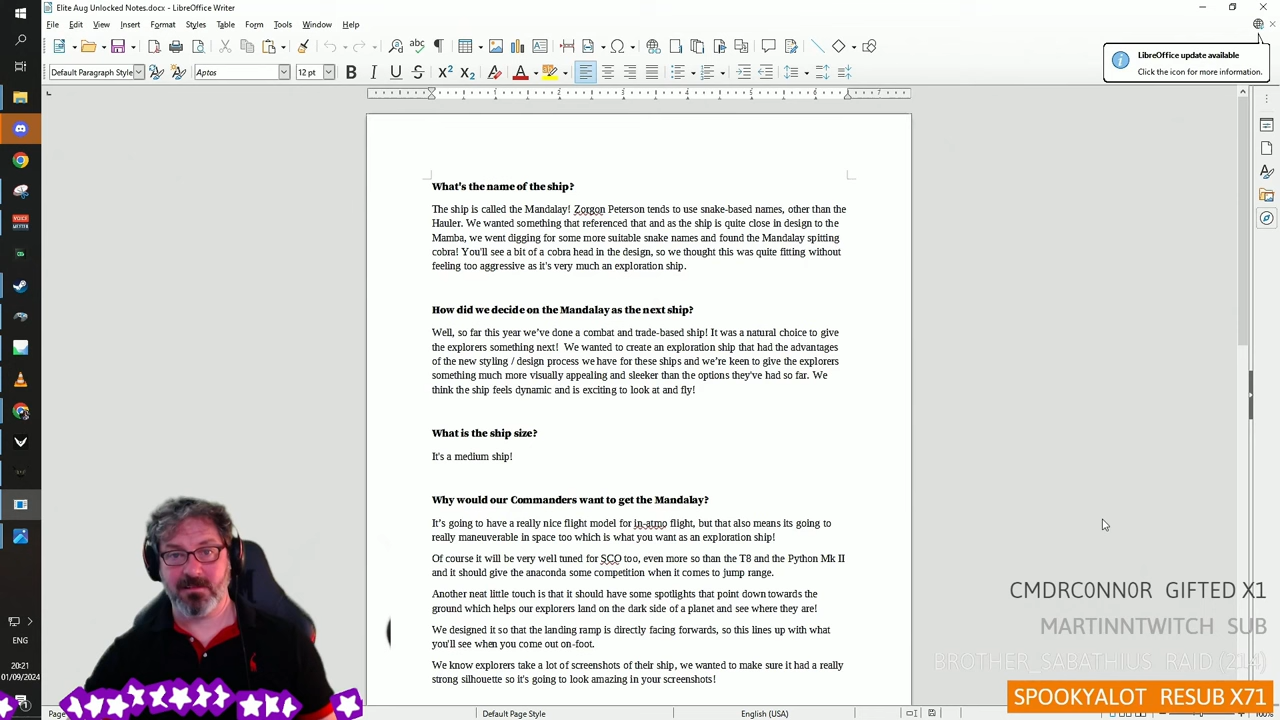 Elite Aug Unlocked Notes.docx - LibreOffice Writer
File Edit View Insert Format Styles Table Form Tools Window Help
Default Paragraph Style Aptos 12 pt
LibreOffice update available
Click the icon for more information.
What's the name of the ship?
The ship is called the Mandalay! Zorgon Peterson tends to use snake-based names, other than the
Hauler. We wanted something that referenced that and as the ship is quite close in design to the
Mamba, we went digging for some more suitable snake names and found the Mandalay spitting
cobra! You'll see a bit of a cobra head in the design, so we thought this was quite fitting without
feeling too aggressive as it's very much an exploration ship.
How did we decide on the Mandalay as the next ship?
Well, so far this year we've done a combat and trade-based ship! It was a natural choice to give
the explorers something next! We wanted to create an exploration ship that had the advantages
of the new styling / design process we have for these ships and we're keen to give the explorers
something much more visually appealing and sleeker than the options they've had so far. We
think the ship feels dynamic and is exciting to look at and fly!
What is the ship size?
It's a medium ship!
Why would our Commanders want to get the Mandalay?
It's going to have a really nice flight model for in-atmo flight, but that also means its going to
really maneuverable in space too which is what you want as an exploration ship!
Of course it will be very well tuned for SCO too, even more so than the T8 and the Python Mk II
and it should give the anaconda some competition when it comes to jump range.
Another neat little touch is that it should have some spotlights that point down towards the
ground which helps our explorers land on the dark side of a planet and see where they are!
We designed it so that the landing ramp is directly facing forwards, so this lines up with what
you'll see when you come out on-foot.
We know explorers take a lot of screenshots of their ship, we wanted to make sure it had a really
strong silhouette so it's going to look amazing in your screenshots!
CMDRC0NN0R GIFTED X1
MARTINNTWITCH SUB
BROTHER_SABATHIUS RAID (214)
SPOOKYALOT RESUB X71
ENG
20:21
01/09/2024
Page
Default Page Style
English (USA)